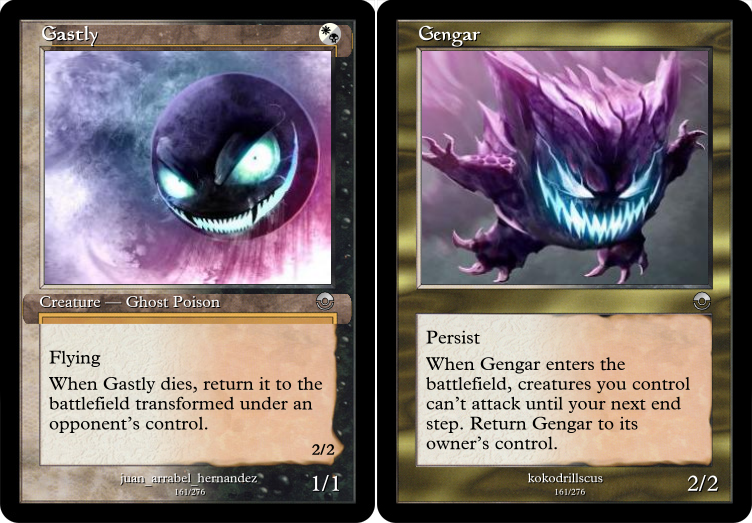 Gastly
Creature — Ghost Poison
Flying
When Gastly dies, return it to the
battlefield transformed under an
opponent's control.
2/2
juan_arrabel_hernandez
161/276
1/1
Gengar
Persist
When Gengar enters the
battlefield, creatures you control
can't attack until your next end
step. Return Gengar to its
owner's control.
kokodrillscus
161/276
2/2